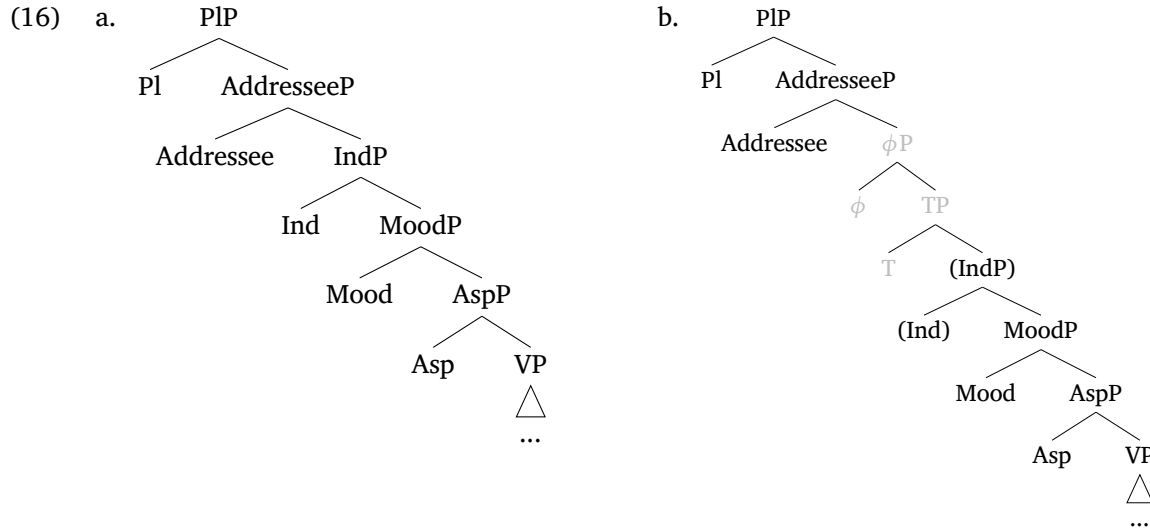 (16) a. PlP b. PlP
Pl AddresseeP Pl AddresseeP
Addressee IndP Addressee ϕP
Ind MoodP ϕ TP
Mood AspP T (IndP)
Asp VP (Ind) MoodP
... Mood AspP
Asp VP
...